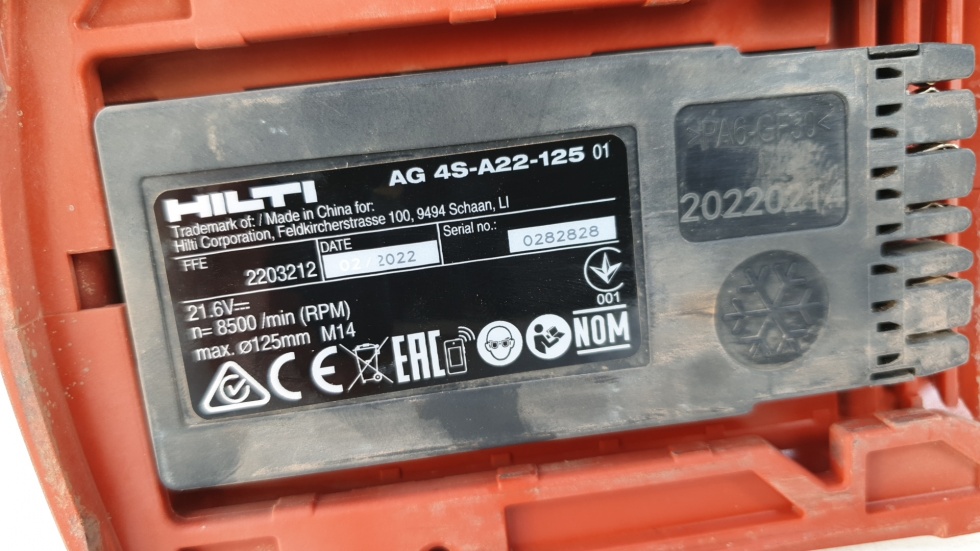 HILTI
AG 4S-A22-125 01
Trademark of: / Made in China for:
Hilti Corporation, Feldkircherstrasse 100, 9494 Schaan, LI
FFE
2203212
DATE
02/2022
Serial no.:
0282828
21.6V⎓
n= 8500 /min (RPM)
max. ø125mm M14
001
CE
EAC
NOM
>PA6-GF30<
20220214